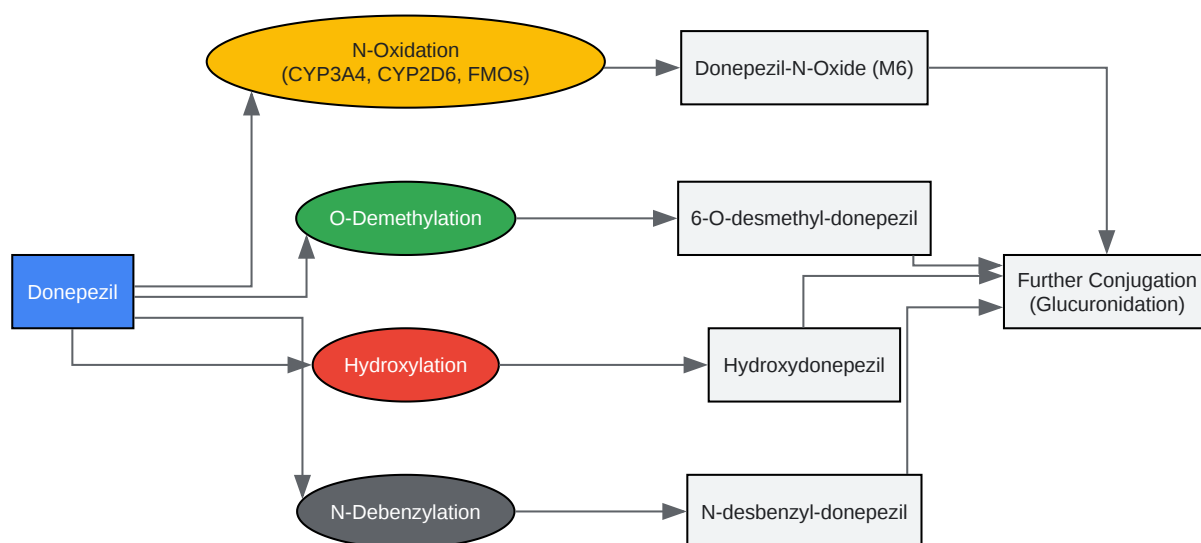 N-Oxidation
(CYP3A4, CYP2D6, FMOs)
Donepezil-N-Oxide (M6)
O-Demethylation
6-O-desmethyl-donepezil
Donepezil
Further Conjugation
(Glucuronidation)
Hydroxylation
Hydroxydonepezil
N-Debenzylation
N-desbenzyl-donepezil